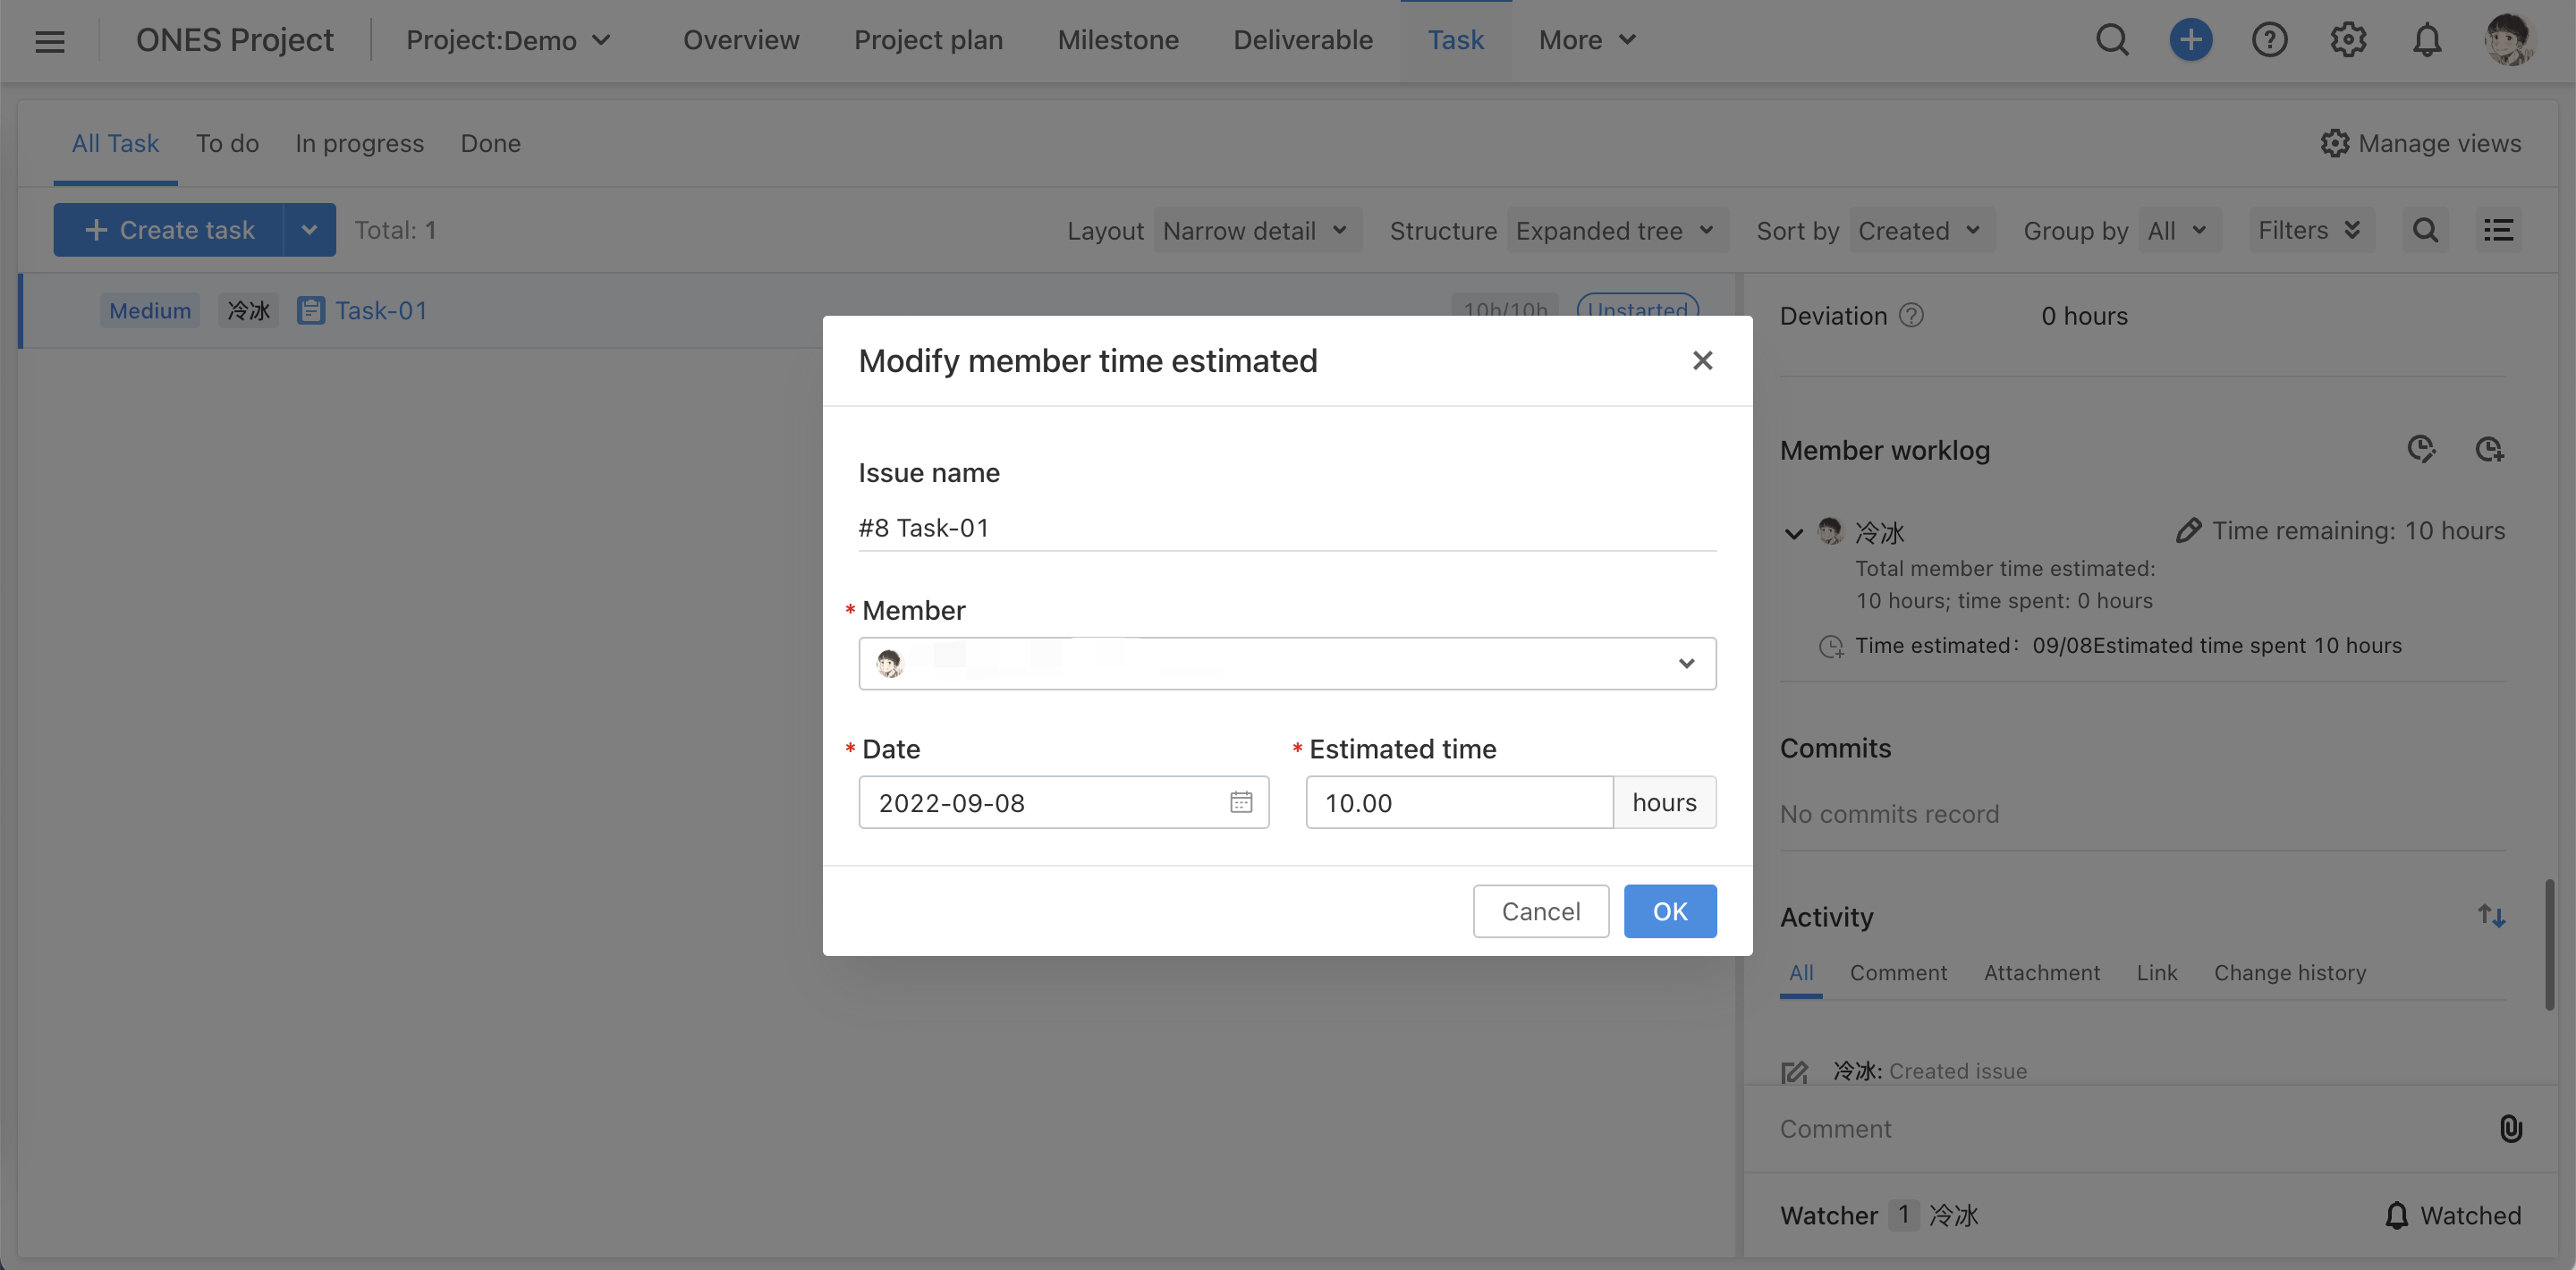 ONES Project
Project:Demo
Overview
Project plan
Milestone
Deliverable
Task
More
All Task
To do
In progress
Done
Manage views
Create task
Total: 1
Layout
Narrow detail
Structure
Expanded tree
Sort by
Created
Group by
All
Filters
Medium
冷冰
Task-01
10h/10h
Unstarted
Modify member time estimated
Issue name
#8 Task-01
* Member
* Date
* Estimated time
2022-09-08
10.00
hours
Cancel
OK
Deviation
0 hours
Member worklog
冷冰
Time remaining: 10 hours
Total member time estimated:
10 hours; time spent: 0 hours
Time estimated： 09/08Estimated time spent 10 hours
Commits
No commits record
Activity
All
Comment
Attachment
Link
Change history
冷冰: Created issue
Comment
Watcher
1
冷冰
Watched